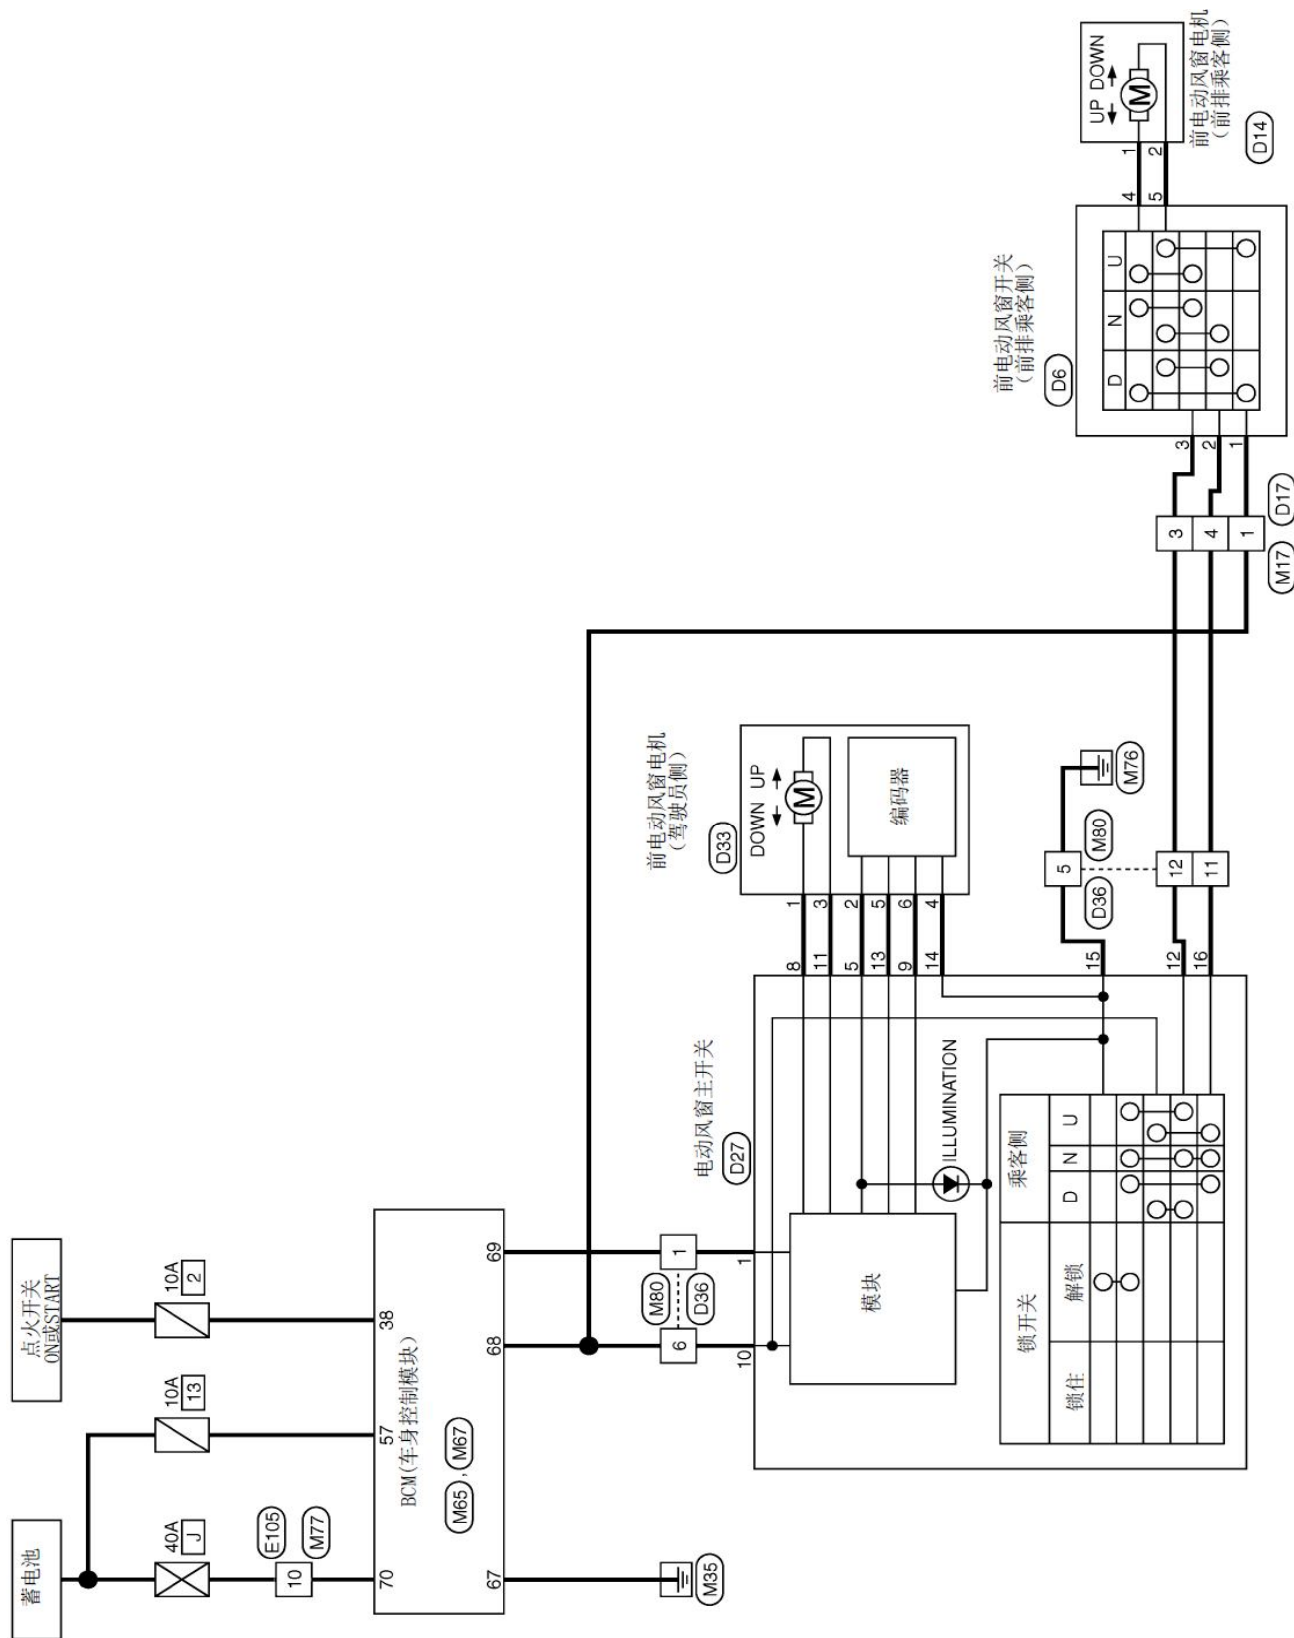 蓄电池
点火开关
ON或START
40A
J
10A
13
10A
2
E105
M77
10
70
57
38
BCM(车身控制模块)
M65
,
M67
67
68
69
M35
M80
D36
6
1
10
1
电动风窗主开关
D27
模块
ILLUMINATION
锁开关
乘客侧
锁住
解锁
D
N
U
8
11
5
13
9
14
15
12
16
1
3
2
5
6
4
前电动风窗电机
(驾驶员侧)
D33
DOWN UP
M
编码器
D36
M80
5
12
11
M76
M17
D17
3
4
1
3
2
1
前电动风窗开关
(前排乘客侧)
D6
D
N
U
4
5
1
2
UP DOWN
M
前电动风窗电机
(前排乘客侧)
D14